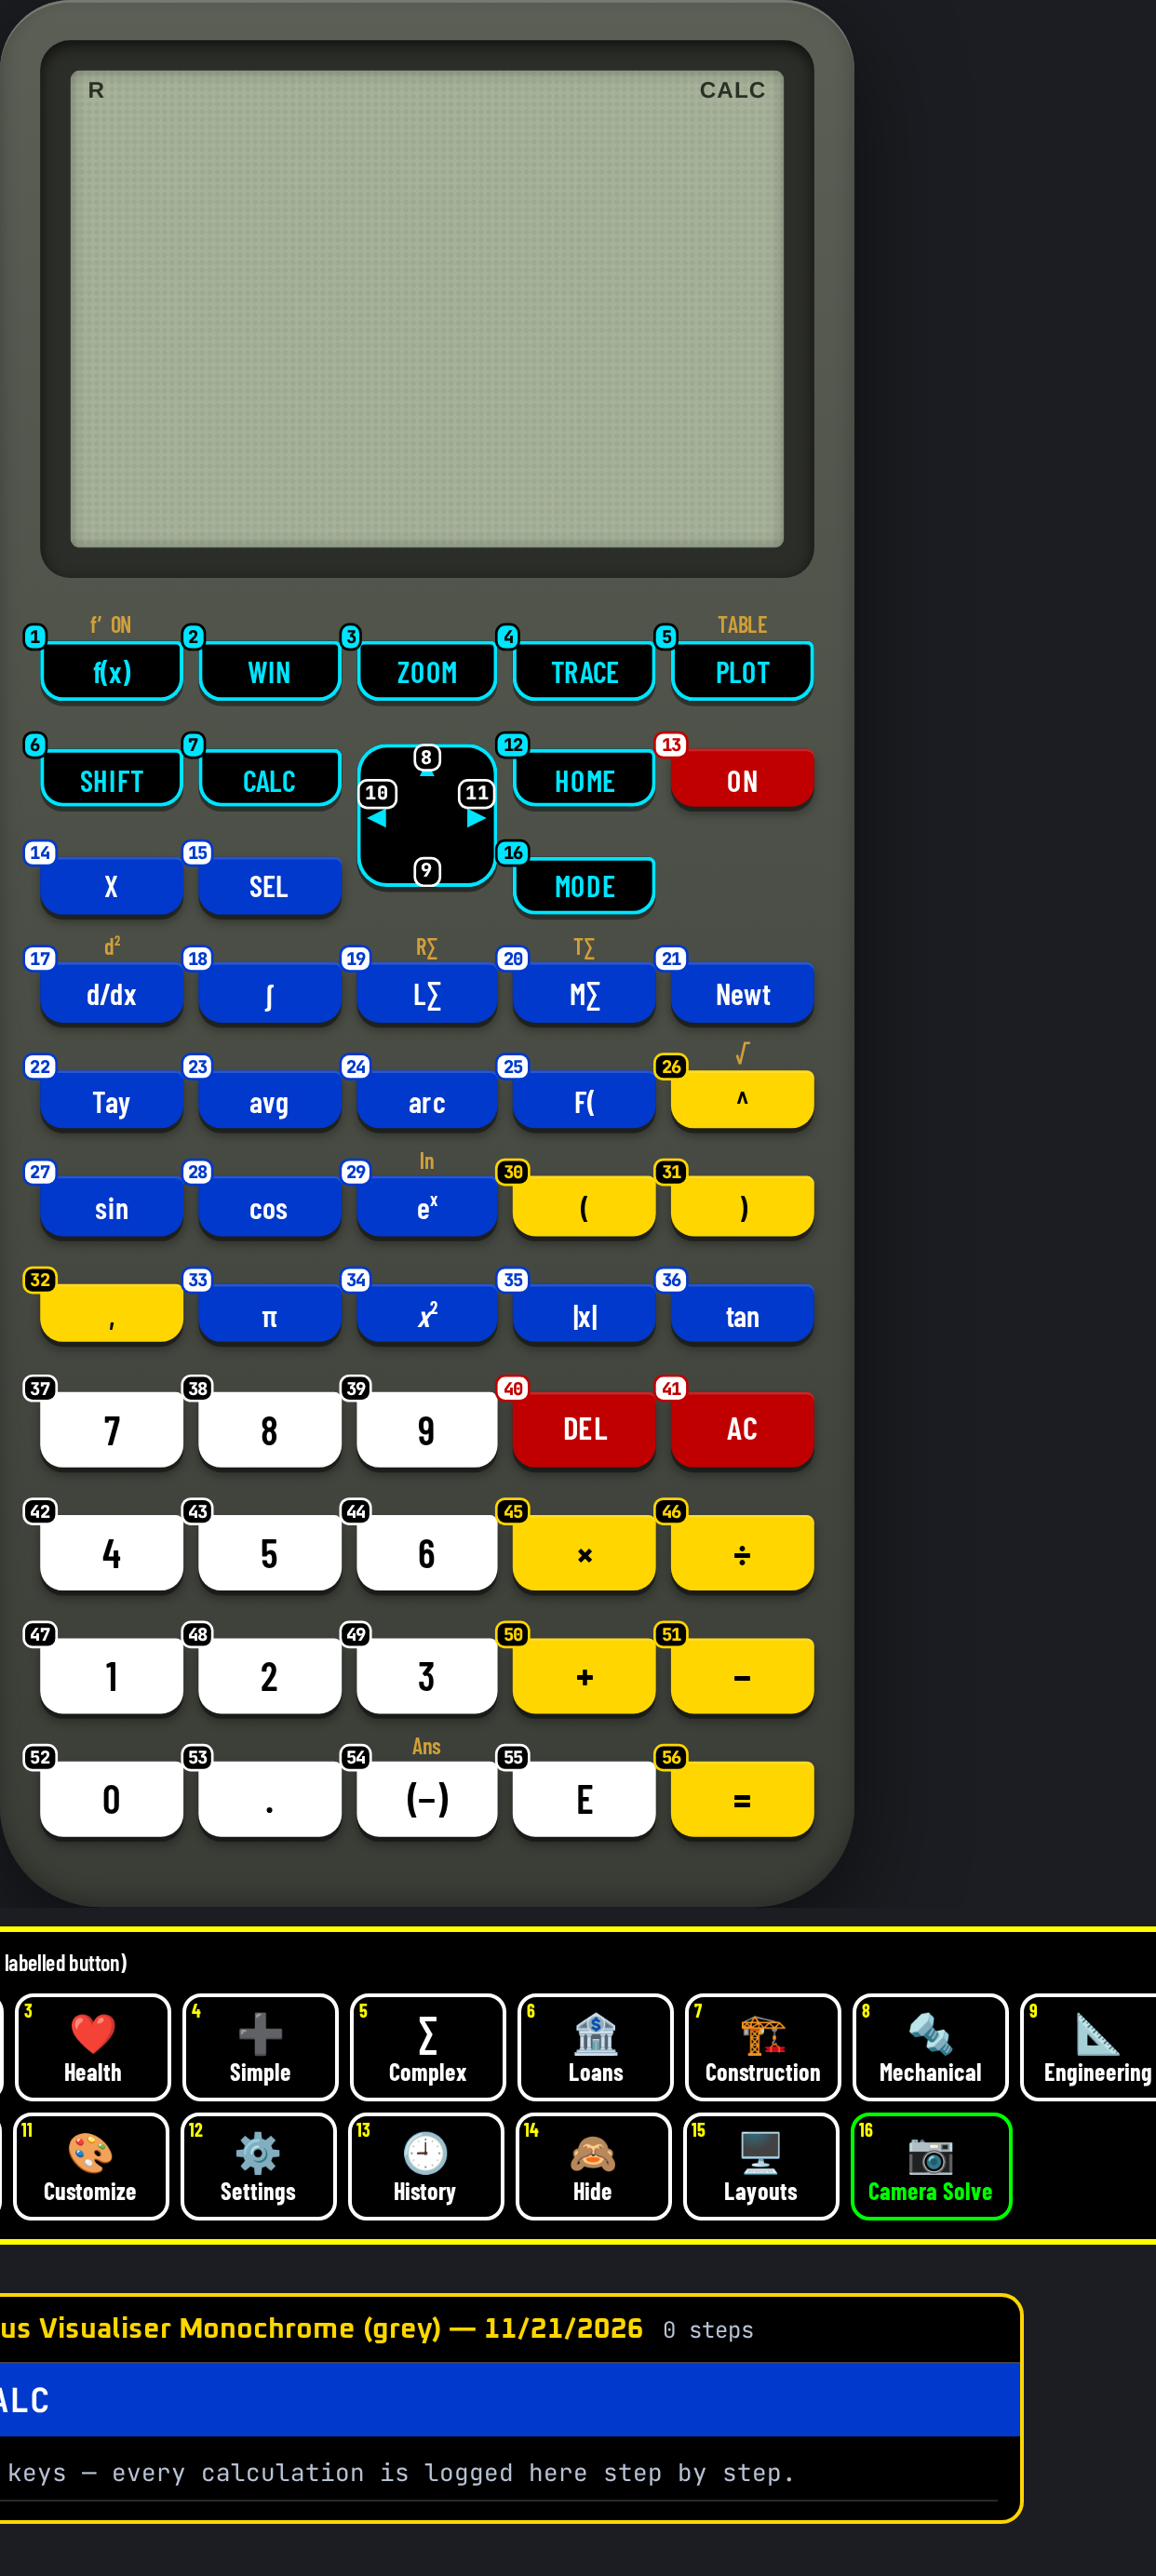 R CALC
f′ ON TABLE
1 f(x) 2 WIN 3 ZOOM 4 TRACE 5 PLOT
6 SHIFT 7 CALC 8 12 HOME 13 ON
10 ◀ 11 ▶
14 X 15 SEL 9 16 MODE
d² R∑ T∑
17 d/dx 18 ∫ 19 L∑ 20 M∑ 21 Newt
√
22 Tay 23 avg 24 arc 25 F( 26 ^
ln
27 sin 28 cos 29 eˣ 30 ( 31 )
32 , 33 π 34 x² 35 |x| 36 tan
37 7 38 8 39 9 40 DEL 41 AC
42 4 43 5 44 6 45 × 46 ÷
47 1 48 2 49 3 50 + 51 −
Ans
52 0 53 . 54 (−) 55 E 56 =
labelled button)
3 Health 4 Simple 5 ∑ Complex 6 Loans 7 Construction 8 Mechanical 9 Engineering
11 Customize 12 Settings 13 History 14 Hide 15 Layouts 16 Camera Solve
us Visualiser Monochrome (grey) — 11/21/2026 0 steps
ALC
keys — every calculation is logged here step by step.